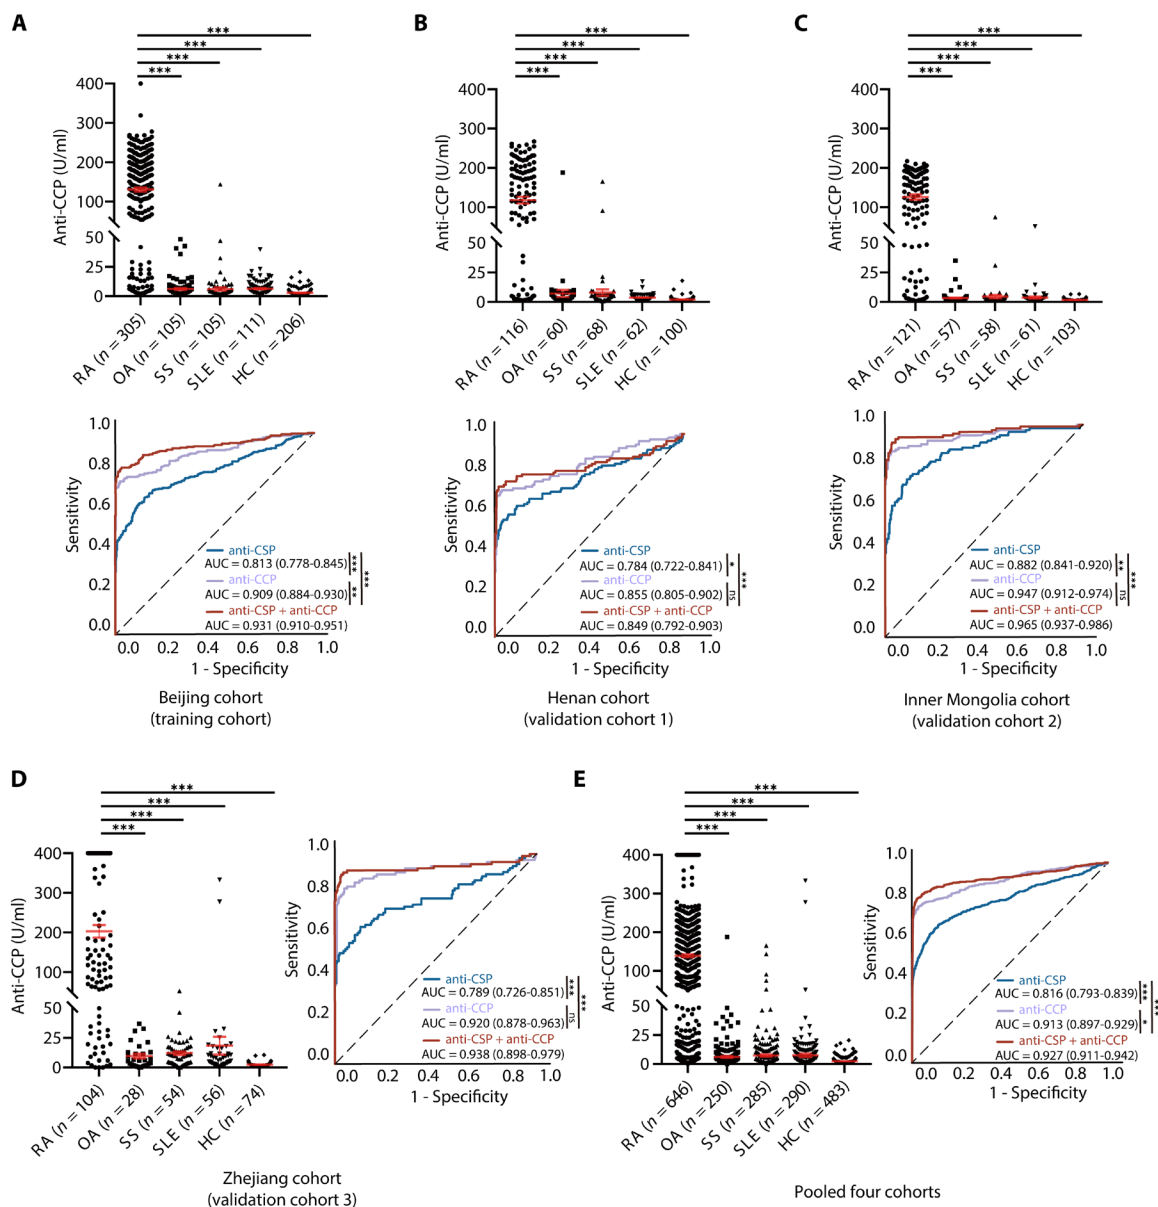 A
***
***
***
***
400
300
200
100
50
25
0
Anti-CCP (U/ml)
RA (n = 305)
OA (n = 105)
SS (n = 105)
SLE (n = 111)
HC (n = 206)
1.0
0.8
0.6
0.4
0.2
0.0
Sensitivity
anti-CSP
AUC = 0.813 (0.778-0.845)
anti-CCP
AUC = 0.909 (0.884-0.930)
anti-CSP + anti-CCP
AUC = 0.931 (0.910-0.951)
***
**
***
0.0 0.2 0.4 0.6 0.8 1.0
1 - Specificity
Beijing cohort
(training cohort)
B
***
***
***
***
400
300
200
100
50
25
0
Anti-CCP (U/ml)
RA (n = 116)
OA (n = 60)
SS (n = 68)
SLE (n = 62)
HC (n = 100)
1.0
0.8
0.6
0.4
0.2
0.0
Sensitivity
anti-CSP
AUC = 0.784 (0.722-0.841)
anti-CCP
AUC = 0.855 (0.805-0.902)
anti-CSP + anti-CCP
AUC = 0.849 (0.792-0.903)
*
ns
***
0.0 0.2 0.4 0.6 0.8 1.0
1 - Specificity
Henan cohort
(validation cohort 1)
C
***
***
***
***
400
300
200
100
50
25
0
Anti-CCP (U/ml)
RA (n = 121)
OA (n = 57)
SS (n = 58)
SLE (n = 61)
HC (n = 103)
1.0
0.8
0.6
0.4
0.2
0.0
Sensitivity
anti-CSP
AUC = 0.882 (0.841-0.920)
anti-CCP
AUC = 0.947 (0.912-0.974)
anti-CSP + anti-CCP
AUC = 0.965 (0.937-0.986)
**
ns
***
0.0 0.2 0.4 0.6 0.8 1.0
1 - Specificity
Inner Mongolia cohort
(validation cohort 2)
D
***
***
***
***
400
300
200
100
50
25
0
Anti-CCP (U/ml)
RA (n = 104)
OA (n = 28)
SS (n = 54)
SLE (n = 56)
HC (n = 74)
1.0
0.8
0.6
0.4
0.2
0.0
Sensitivity
anti-CSP
AUC = 0.789 (0.726-0.851)
anti-CCP
AUC = 0.920 (0.878-0.963)
anti-CSP + anti-CCP
AUC = 0.938 (0.898-0.979)
***
ns
***
0.0 0.2 0.4 0.6 0.8 1.0
1 - Specificity
Zhejiang cohort
(validation cohort 3)
E
***
***
***
***
400
300
200
100
50
25
0
Anti-CCP (U/ml)
RA (n = 646)
OA (n = 250)
SS (n = 285)
SLE (n = 290)
HC (n = 483)
1.0
0.8
0.6
0.4
0.2
0.0
Sensitivity
anti-CSP
AUC = 0.816 (0.793-0.839)
anti-CCP
AUC = 0.913 (0.897-0.929)
anti-CSP + anti-CCP
AUC = 0.927 (0.911-0.942)
***
*
***
0.0 0.2 0.4 0.6 0.8 1.0
1 - Specificity
Pooled four cohorts